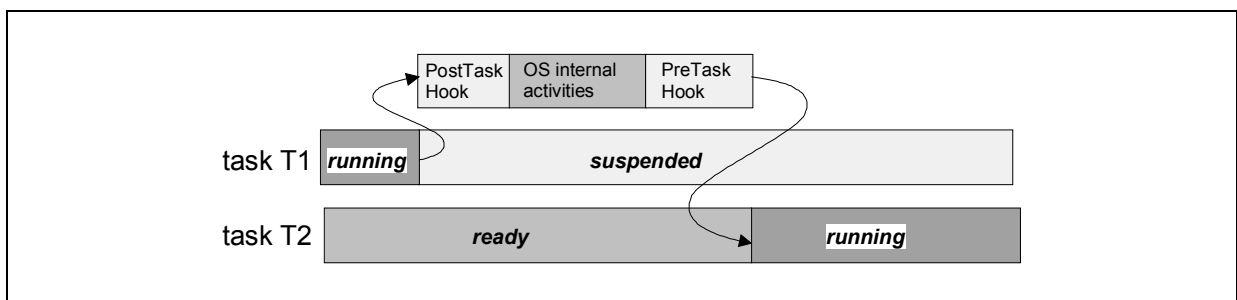 PostTask
Hook
OS internal
activities
PreTask
Hook
task T1
running
suspended
task T2
ready
running